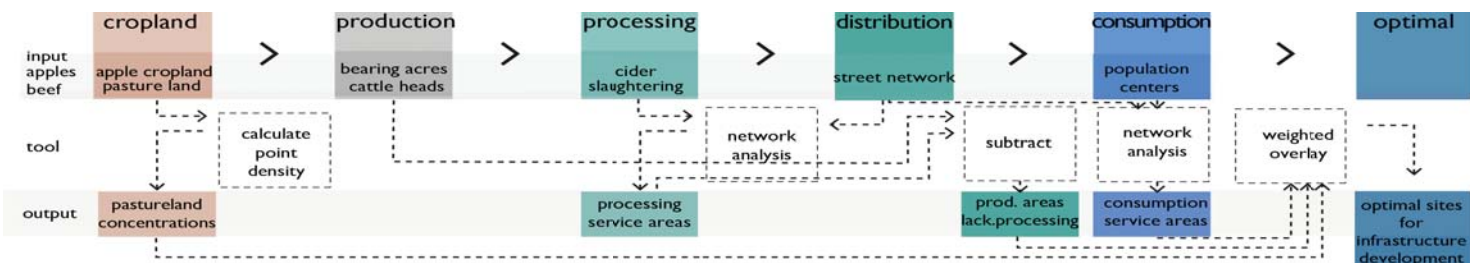 cropland
production
processing
distribution
consumption
optimal
>
>
>
>
>
input
apples
beef
apple cropland
pasture land
bearing acres
cattle heads
cider
slaughtering
street network
population
centers
tool
calculate
point
density
network
analysis
subtract
network
analysis
weighted
overlay
output
pastureland
concentrations
processing
service areas
prod. areas
lack.processing
consumption
service areas
optimal sites
for
infrastructure
development